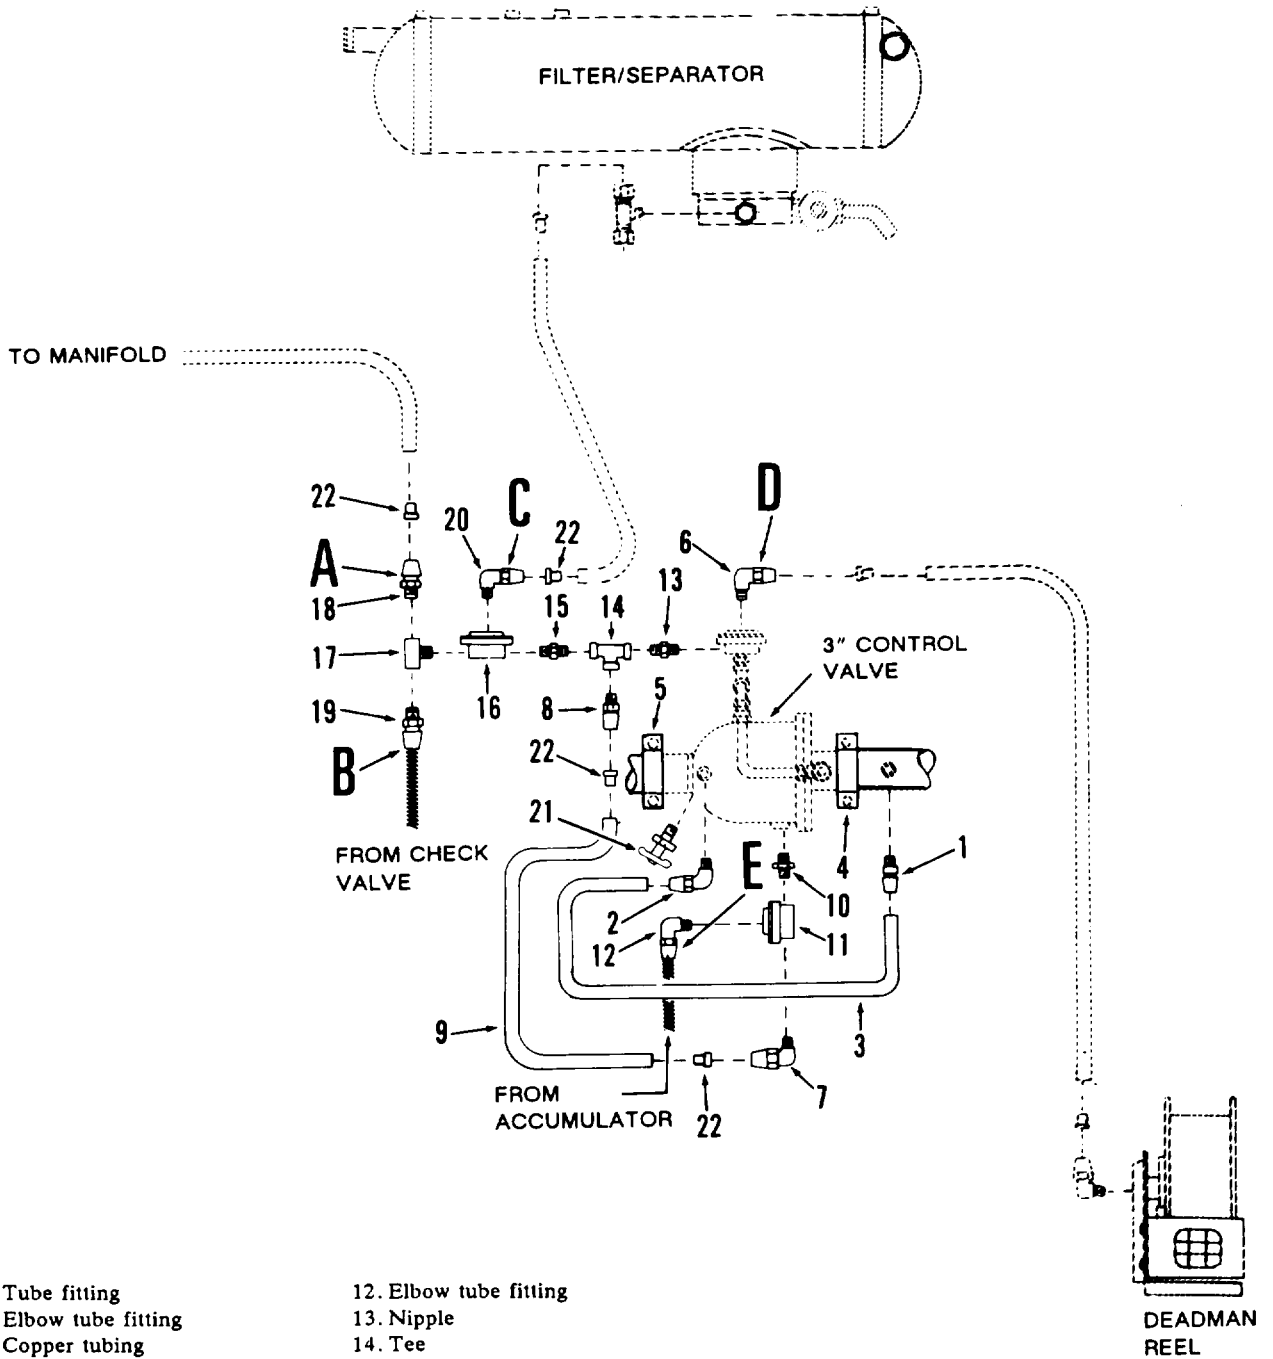 FILTER/SEPARATOR
TO MANIFOLD
22
A
18
20
C
22
6
D
17
16
15
14
13
3" CONTROL
VALVE
19
B
8
5
22
21
FROM CHECK
VALVE
E
4
1
2
10
12
11
9
3
FROM
ACCUMULATOR
22
7
DEADMAN
REEL
Tube fitting
Elbow tube fitting
Copper tubing
12. Elbow tube fitting
13. Nipple
14. Tee